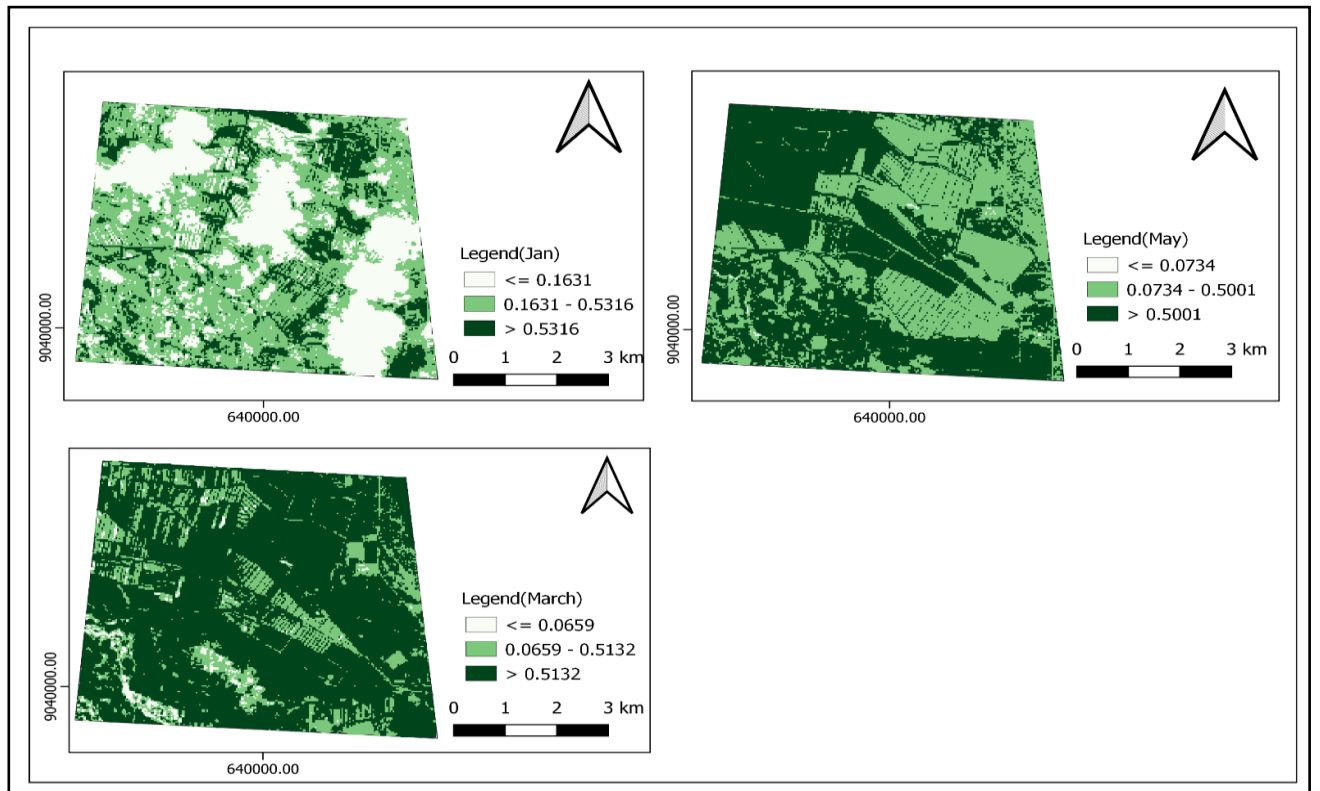 Legend(Jan)
<= 0.1631
0.1631 - 0.5316
> 0.5316
0 1 2 3 km
9040000.00
640000.00
Legend(May)
<= 0.0734
0.0734 - 0.5001
> 0.5001
0 1 2 3 km
9040000.00
640000.00
Legend(March)
<= 0.0659
0.0659 - 0.5132
> 0.5132
0 1 2 3 km
9040000.00
640000.00